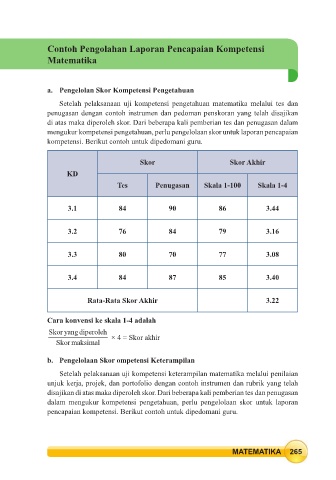 Contoh Pengolahan Laporan Pencapaian Kompetensi
Matematika
a. Pengelolan Skor Kompetensi Pengetahuan
Setelah pelaksanaan uji kompetensi pengetahuan matematika melalui tes dan
penugasan dengan contoh instrumen dan pedoman penskoran yang telah disajikan
di atas maka diperoleh skor. Dari beberapa kali pemberian tes dan penugasan dalam
mengukur kompetensi pengetahuan, perlu pengelolaan skor untuk laporan pencapaian
kompetensi. Berikut contoh untuk dipedomani guru.
KD Skor Skor Akhir
Tes Penugasan Skala 1-100 Skala 1-4
3.1 84 90 86 3.44
3.2 76 84 79 3.16
3.3 80 70 77 3.08
3.4 84 87 85 3.40
Rata-Rata Skor Akhir 3.22
Cara konvensi ke skala 1-4 adalah
Skor yang diperoleh
Skor maksimal
× 4 = Skor akhir
b. Pengelolaan Skor ompetensi Keterampilan
Setelah pelaksanaan uji kompetensi keterampilan matematika melalui penilaian
unjuk kerja, projek, dan portofolio dengan contoh instrumen dan rubrik yang telah
disajikan di atas maka diperoleh skor. Dari beberapa kali pemberian tes dan penugasan
dalam mengukur kompetensi pengetahuan, perlu pengelolaan skor untuk laporan
pencapaian kompetensi. Berikut contoh untuk dipedomani guru.
MATEMATIKA 265